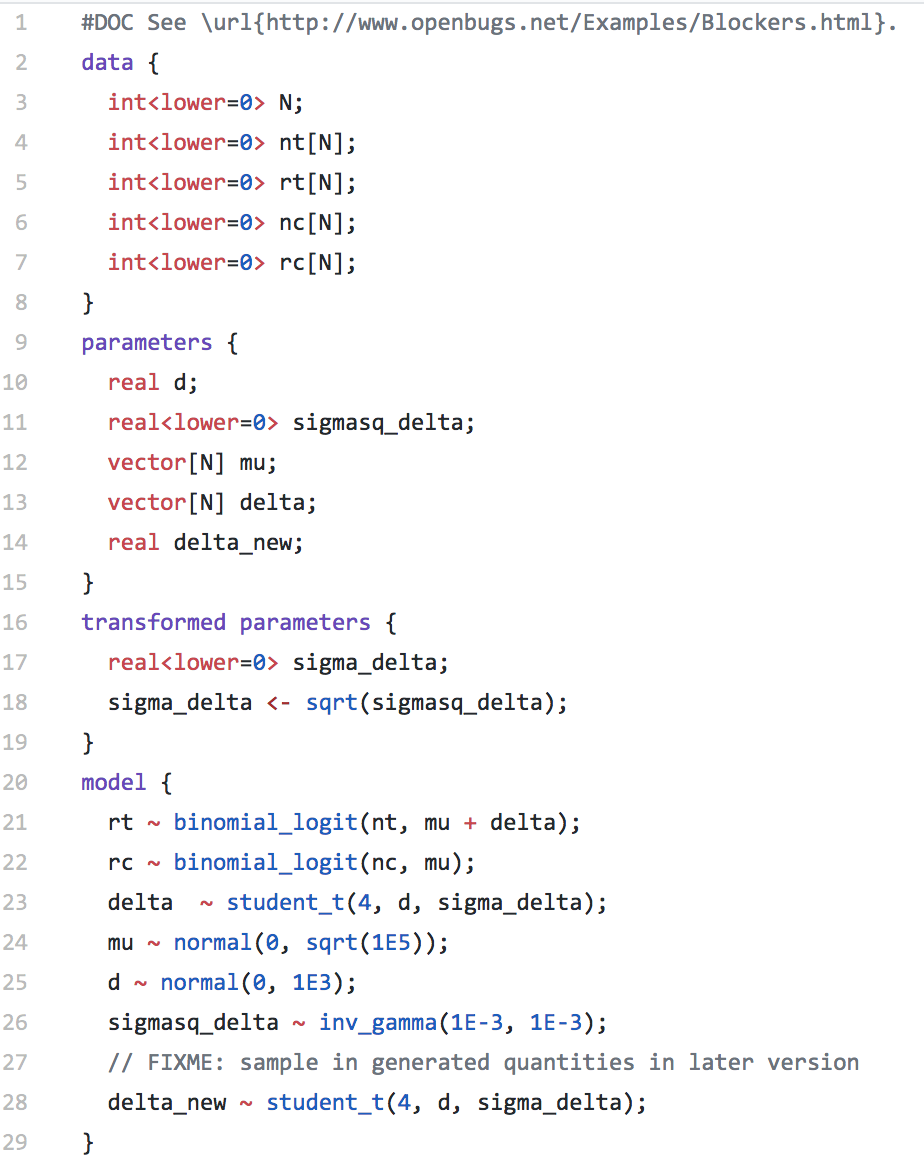 1 #DOC See \url{http://www.openbugs.net/Examples/Blockers.html}.
2 data {
3   int<lower=0> N;
4   int<lower=0> nt[N];
5   int<lower=0> rt[N];
6   int<lower=0> nc[N];
7   int<lower=0> rc[N];
8 }
9 parameters {
10   real d;
11   real<lower=0> sigmasq_delta;
12   vector[N] mu;
13   vector[N] delta;
14   real delta_new;
15 }
16 transformed parameters {
17   real<lower=0> sigma_delta;
18   sigma_delta <- sqrt(sigmasq_delta);
19 }
20 model {
21   rt ~ binomial_logit(nt, mu + delta);
22   rc ~ binomial_logit(nc, mu);
23   delta  ~ student_t(4, d, sigma_delta);
24   mu ~ normal(0, sqrt(1E5));
25   d ~ normal(0, 1E3);
26   sigmasq_delta ~ inv_gamma(1E-3, 1E-3);
27   // FIXME: sample in generated quantities in later version
28   delta_new ~ student_t(4, d, sigma_delta);
29 }